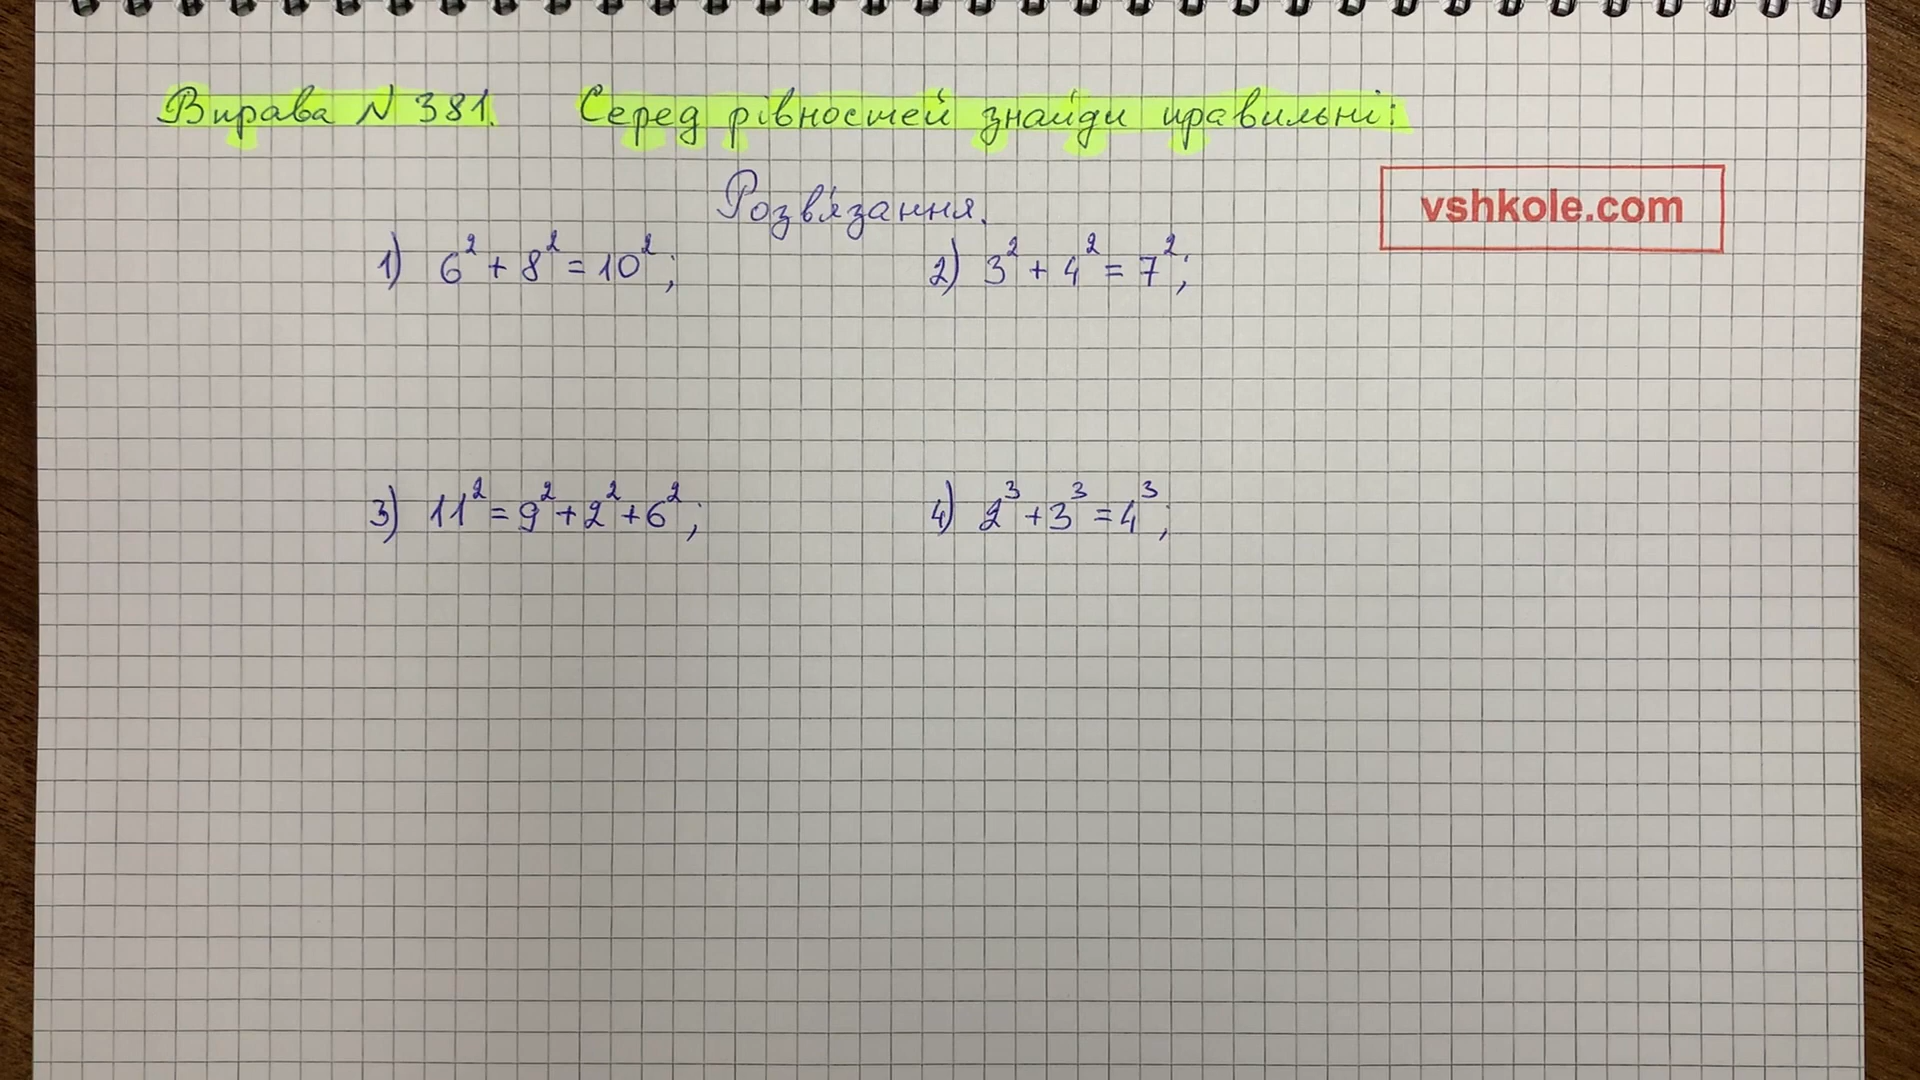 Вправа № 381. Серед рівностей знайди правильні:
vshkole.com
Розв'язання.
1) 6² + 8² = 10²; 2) 3² + 4² = 7²;
3) 11² = 9² + 2² + 6²; 4) 2³ + 3³ = 4³;